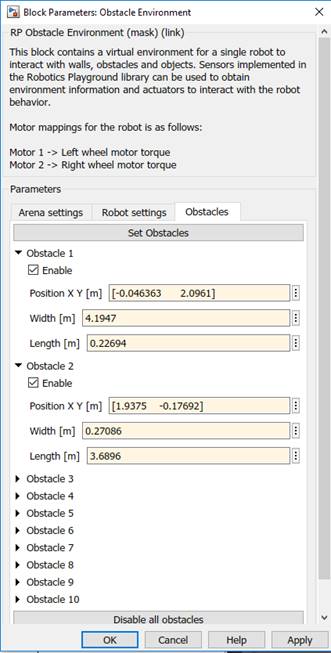 Block Parameters: Obstacle Environment
RP Obstacle Environment (mask) (link)
This block contains a virtual environment for a single robot to
interact with walls, obstacles and objects. Sensors implemented in
the Robotics Playground library can be used to obtain
environment information and actuators to interact with the robot
behavior.
Motor mappings for the robot is as follows:
Motor 1 -> Left wheel motor torque
Motor 2 -> Right wheel motor torque
Parameters
Arena settings Robot settings Obstacles
Set Obstacles
Obstacle 1
Enable
Position X Y [m] [-0.046363 2.0961]
Width [m] 4.1947
Length [m] 0.22694
Obstacle 2
Enable
Position X Y [m] [1.9375 -0.17692]
Width [m] 0.27086
Length [m] 3.6896
Obstacle 3
Obstacle 4
Obstacle 5
Obstacle 6
Obstacle 7
Obstacle 8
Obstacle 9
Obstacle 10
Disable all obstacles
OK Cancel Help Apply